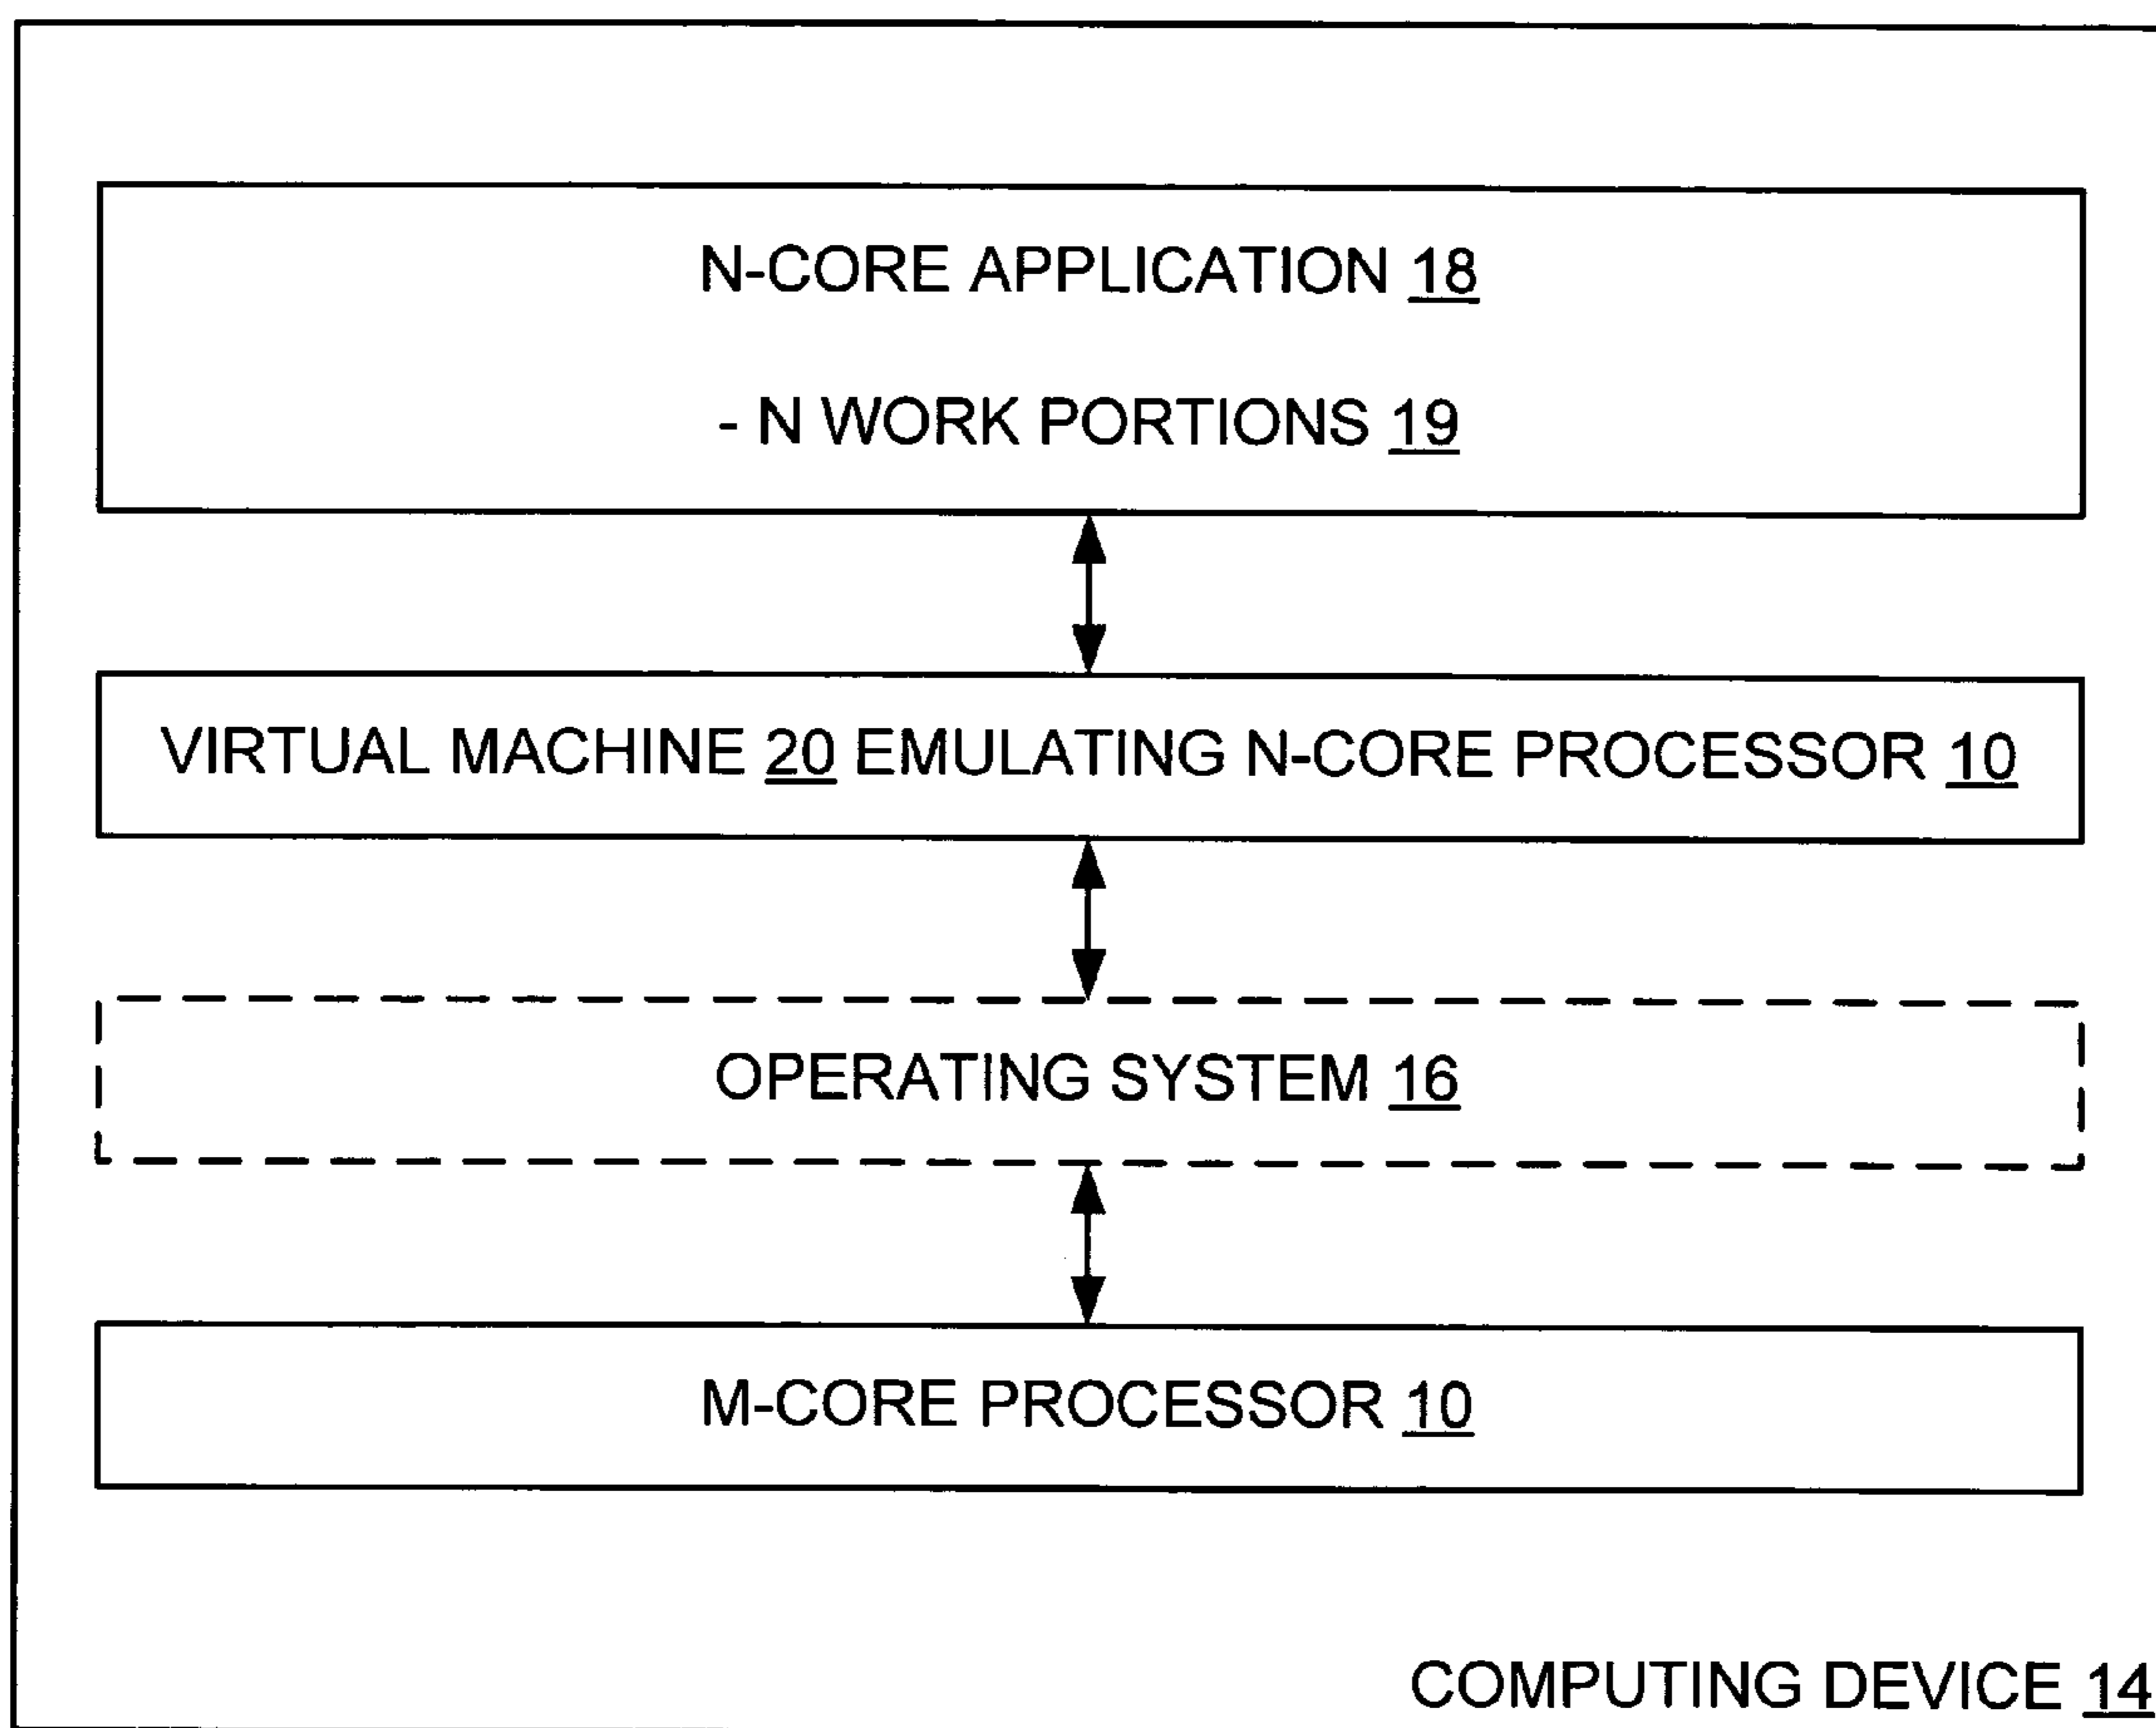 N-CORE APPLICATION 18
- N WORK PORTIONS 19
VIRTUAL MACHINE 20 EMULATING N-CORE PROCESSOR 10
OPERATING SYSTEM 16
M-CORE PROCESSOR 10
COMPUTING DEVICE 14